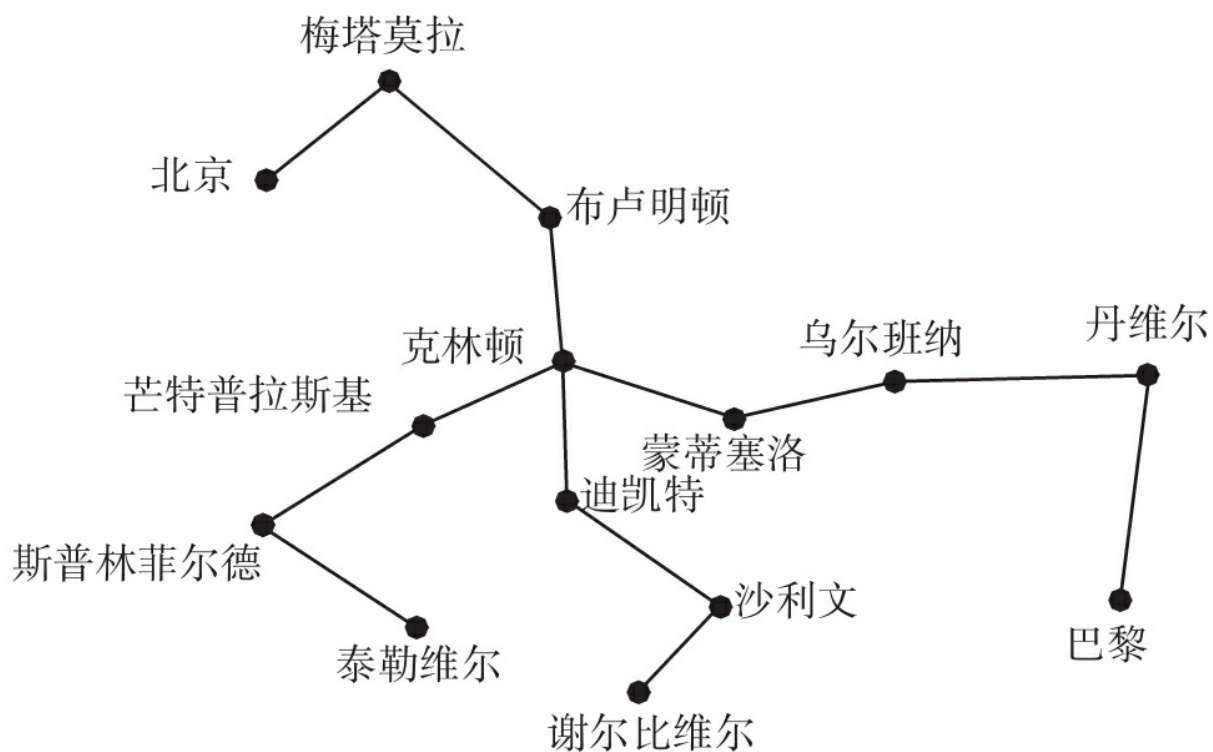 梅塔莫拉
北京
布卢明顿
克林顿
乌尔班纳
丹维尔
芒特普拉斯基
蒙蒂塞洛
迪凯特
斯普林菲尔德
沙利文
泰勒维尔
巴黎
谢尔比维尔